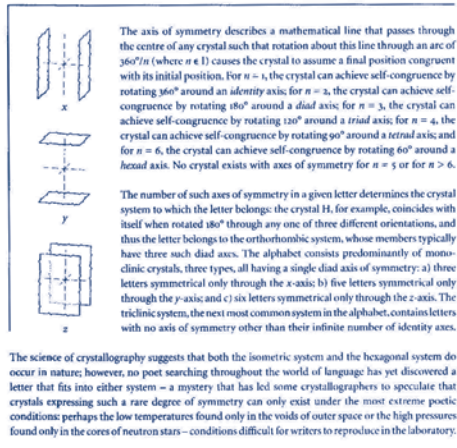 The axis of symmetry describes a mathematical line that passes through
the centre of any crystal such that rotation about this line through an arc of
360°/n (where n ∈ I) causes the crystal to assume a final position congruent
with its initial position. For n = 1, the crystal can achieve self-congruence by
rotating 360° around an identity axis; for n = 2, the crystal can achieve self-
congruence by rotating 180° around a diad axis; for n = 3, the crystal can
achieve self-congruence by rotating 120° around a triad axis; for n = 4, the
crystal can achieve self-congruence by rotating 90° around a tetrad axis; and
for n = 6, the crystal can achieve self-congruence by rotating 60° around a
hexad axis. No crystal exists with axes of symmetry for n = 5 or for n > 6.
x
y
z
The number of such axes of symmetry in a given letter determines the crystal
system to which the letter belongs: the crystal H, for example, coincides with
itself when rotated 180° through any one of three different orientations, and
thus the letter belongs to the orthorhombic system, whose members typically
have three such diad axes. The alphabet consists predominantly of mono-
clinic crystals, three types, all having a single diad axis of symmetry: a) three
letters symmetrical only through the x-axis; b) five letters symmetrical only
through the y-axis; and c) six letters symmetrical only through the z-axis. The
triclinic system, the next most common system in the alphabet, contains letters
with no axis of symmetry other than their infinite number of identity axes.
The science of crystallography suggests that both the isometric system and the hexagonal system do
occur in nature; however, no poet searching throughout the world of language has yet discovered a
letter that fits into either system – a mystery that has led some crystallographers to speculate that
crystals expressing such a rare degree of symmetry can only exist under the most extreme poetic
conditions: perhaps the low temperatures found only in the voids of outer space or the high pressures
found only in the cores of neutron stars – conditions difficult for writers to reproduce in the laboratory.